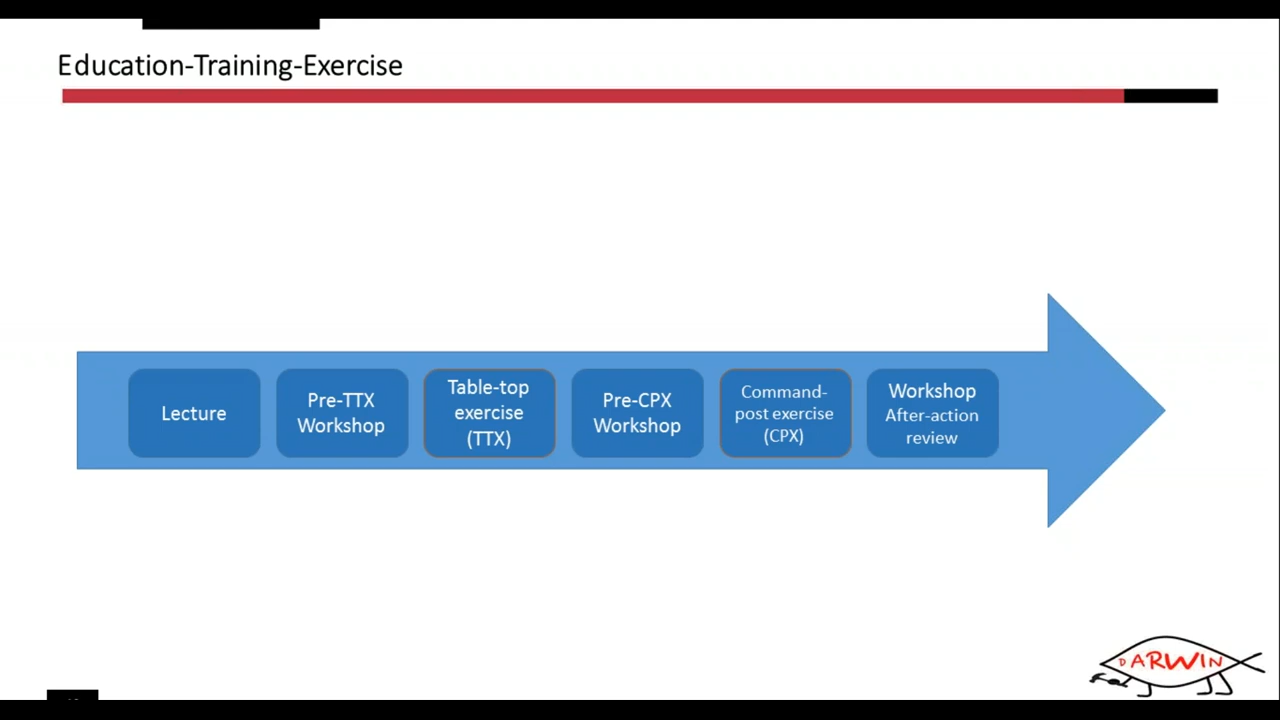 Education-Training-Exercise
Lecture
Pre-TTX
Workshop
Table-top
exercise
(TTX)
Pre-CPX
Workshop
Command-
post exercise
(CPX)
Workshop
After-action
review
DARWIN